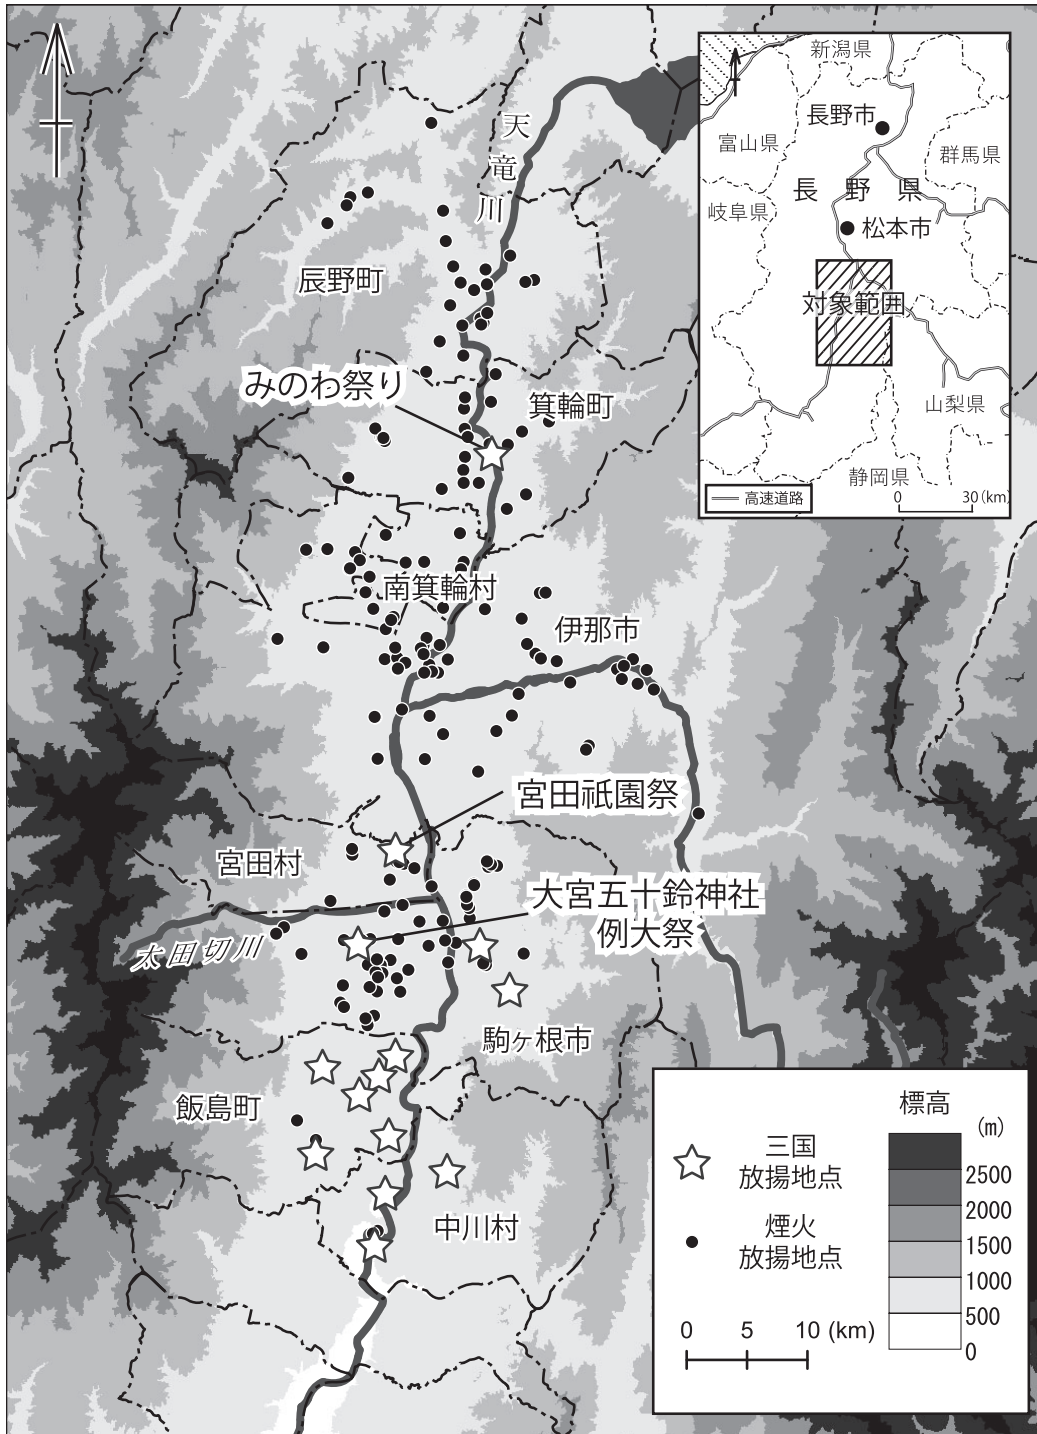 天
竜
川
辰野町
みのわ祭り
箕輪町
南箕輪村
伊那市
宮田祇園祭
宮田村
大宮五十鈴神社
例大祭
太田切川
駒ヶ根市
飯島町
中川村
新潟県
長野市
富山県
群馬県
長野県
岐阜県
松本市
対象範囲
山梨県
静岡県
高速道路
0 30(km)
標高
(m)
2500
2000
1500
1000
500
0
三国
放揚地点
煙火
放揚地点
0 5 10 (km)